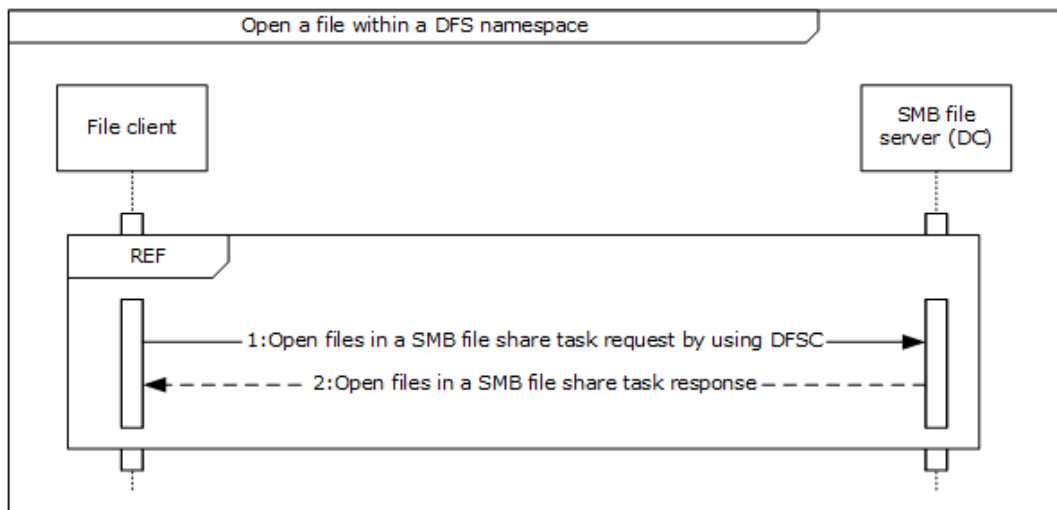 Open a file within a DFS namespace
File client
SMB file
server (DC)
REF
1:Open files in a SMB file share task request by using DFSC
2:Open files in a SMB file share task response